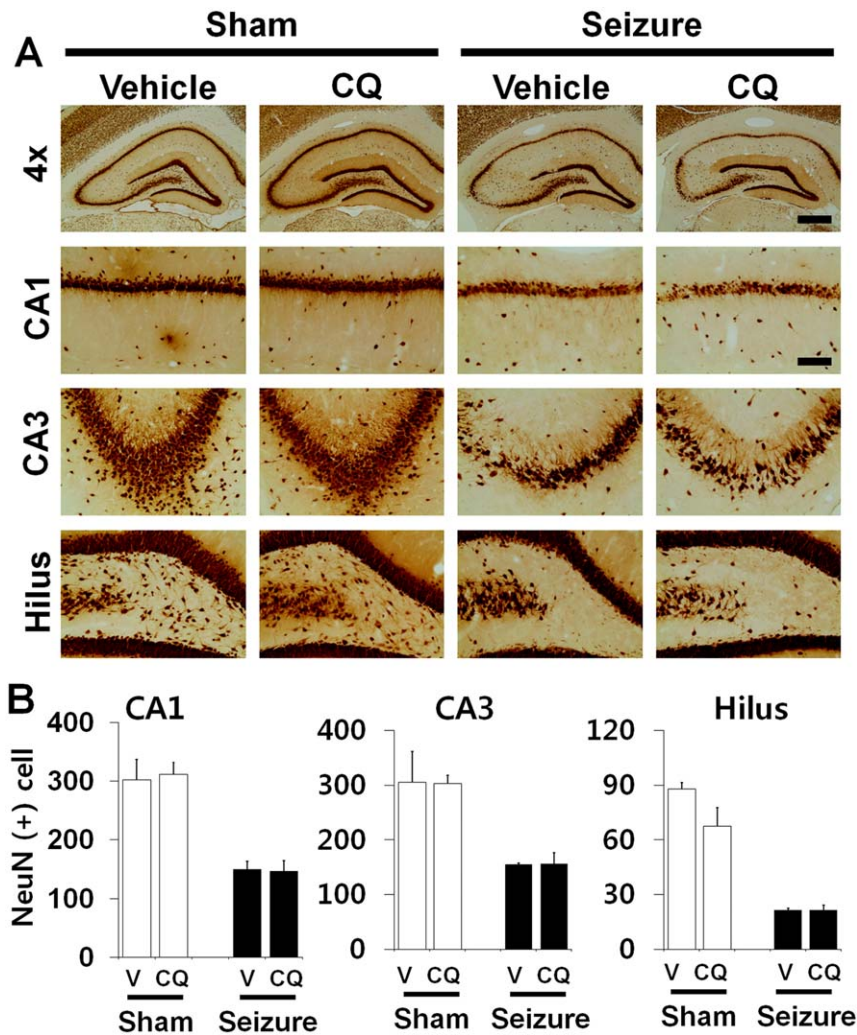 Sham Seizure
A
Vehicle CQ Vehicle CQ
4x
CA1
CA3
Hilus
B
CA1 CA3 Hilus
NeuN (+) cell
400
300
200
100
0
400
300
200
100
0
120
90
60
30
0
V CQ V CQ V CQ V CQ V CQ V CQ
Sham Seizure Sham Seizure Sham Seizure